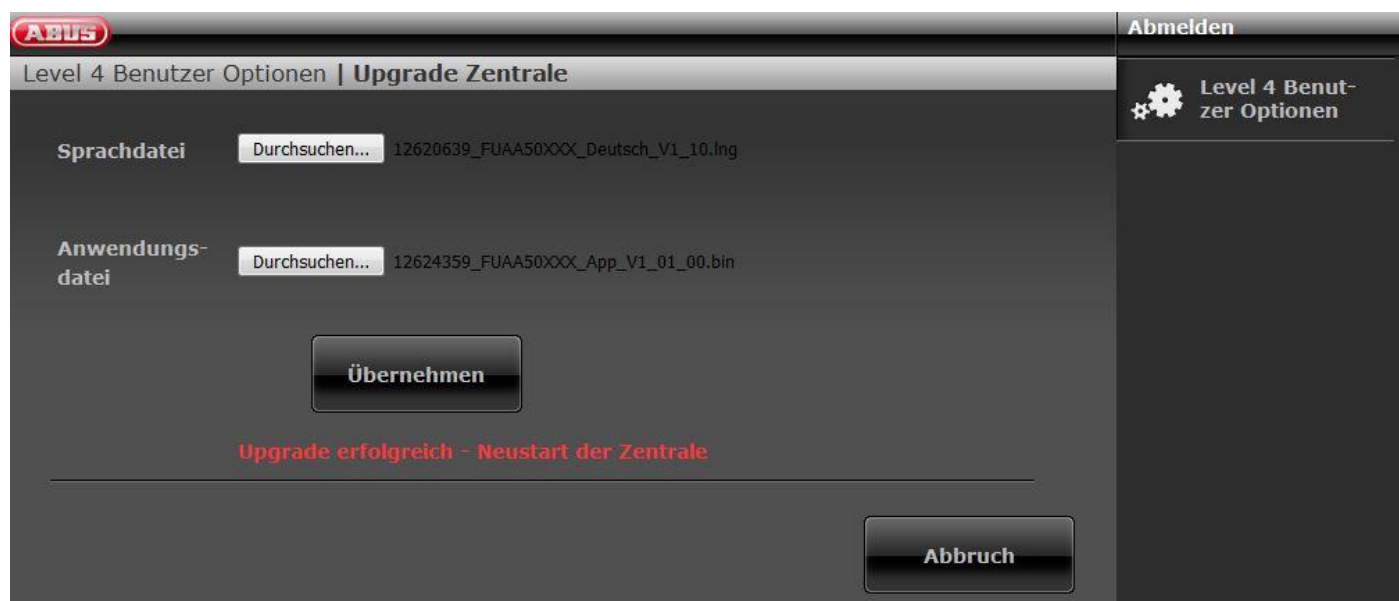 ABUS
Abmelden
Level 4 Benutzer Optionen | Upgrade Zentrale
Level 4 Benut-
zer Optionen
Sprachdatei Durchsuchen... 12620639_FUAA50XXX_Deutsch_V1_10.lng
Anwendungs-
datei
Durchsuchen... 12624359_FUAA50XXX_App_V1_01_00.bin
Übernehmen
Upgrade erfolgreich - Neustart der Zentrale
Abbruch